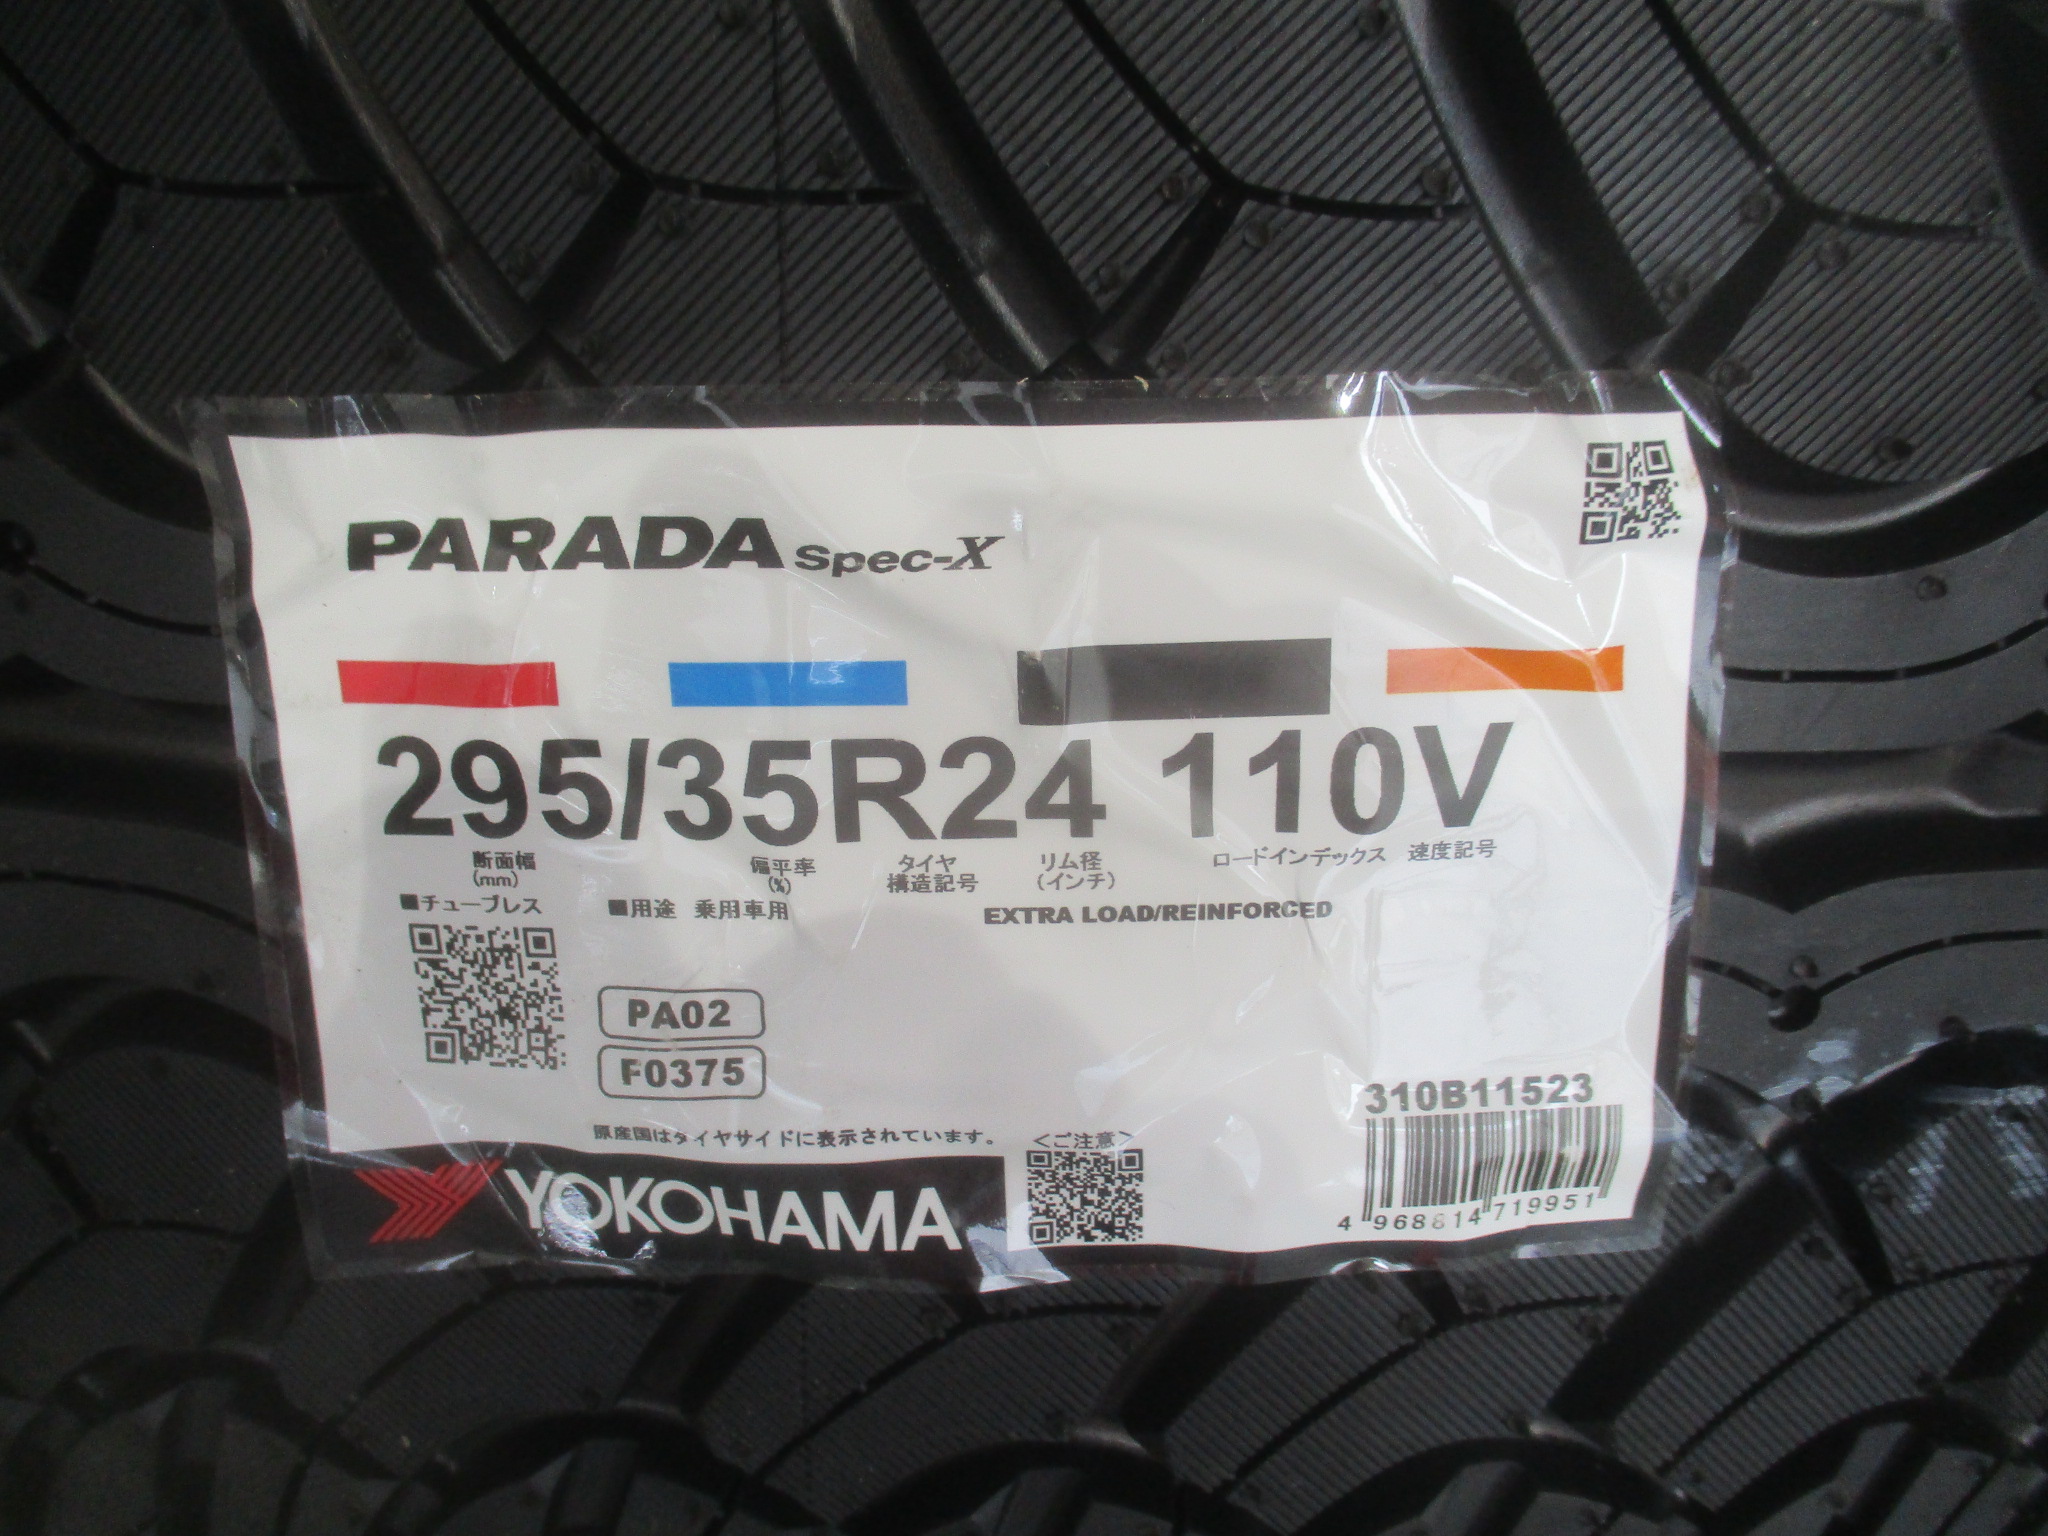 PARADA Spec-X
295/35R24 110V
断面幅 偏平率 タイヤ リム径 ロードインデックス 速度記号
(mm) (%) 構造記号 (インチ)
■チューブレス ■用途 乗用車用 EXTRA LOAD/REINFORCED
PA02
F0375
310B11523
原産国はタイヤサイドに表示されています。 <ご注意>
YOKOHAMA
4 968814 719951